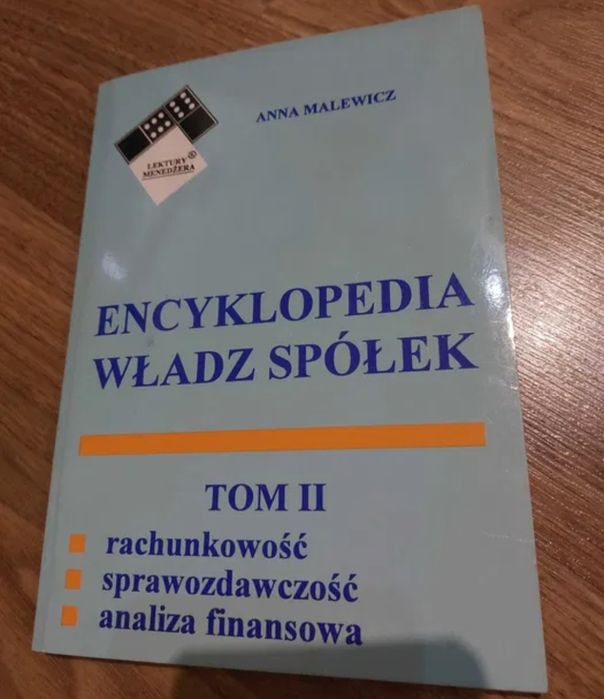 ANNA MALEWICZ
LEKTURY ®
MENEDŻERA
ENCYKLOPEDIA
WŁADZ SPÓŁEK
TOM II
rachunkowość
sprawozdawczość
analiza finansowa